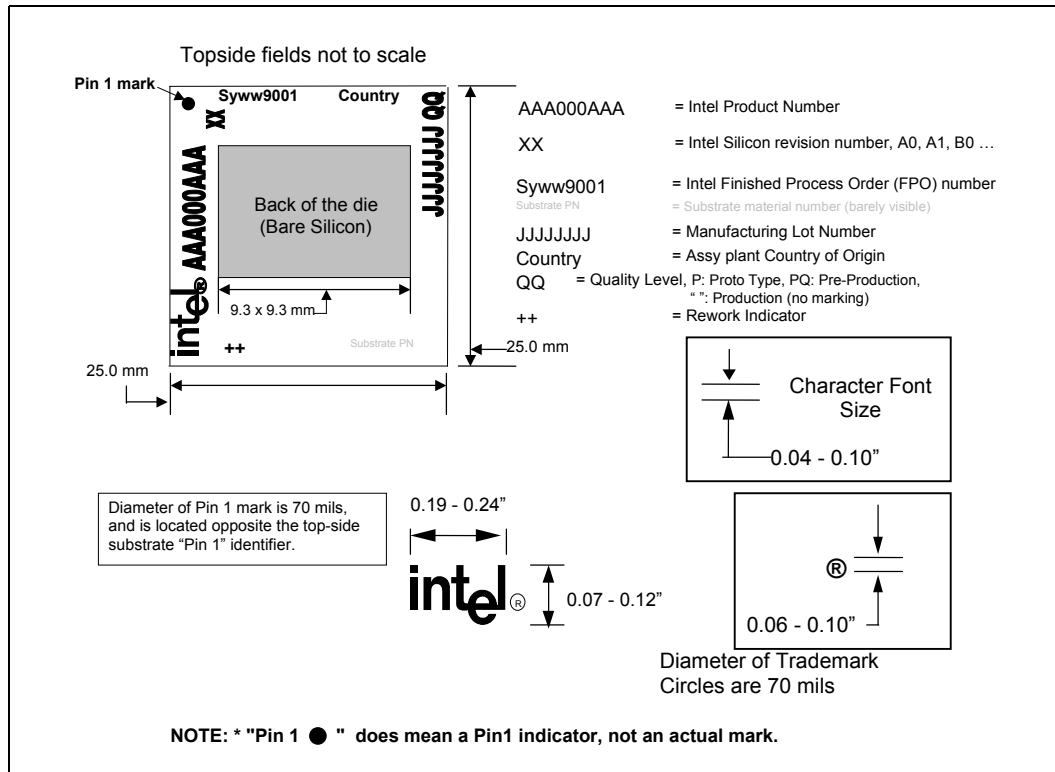 Topside fields not to scale
Pin 1 mark
Syww9001 Country
XX
JJJJJJJJ QQ
intel® AAA000AAA
Back of the die
(Bare Silicon)
9.3 x 9.3 mm
++ Substrate PN
25.0 mm
25.0 mm
AAA000AAA = Intel Product Number
XX = Intel Silicon revision number, A0, A1, B0 …
Syww9001 = Intel Finished Process Order (FPO) number
Substrate PN = Substrate material number (barely visible)
JJJJJJJJ = Manufacturing Lot Number
Country = Assy plant Country of Origin
QQ = Quality Level, P: Proto Type, PQ: Pre-Production,
“ ”: Production (no marking)
++ = Rework Indicator
Character Font
Size
0.04 - 0.10”
Diameter of Pin 1 mark is 70 mils,
and is located opposite the top-side
substrate “Pin 1” identifier.
0.19 - 0.24”
intel®
0.07 - 0.12”
®
0.06 - 0.10”
Diameter of Trademark
Circles are 70 mils
NOTE: * "Pin 1 ● " does mean a Pin1 indicator, not an actual mark.